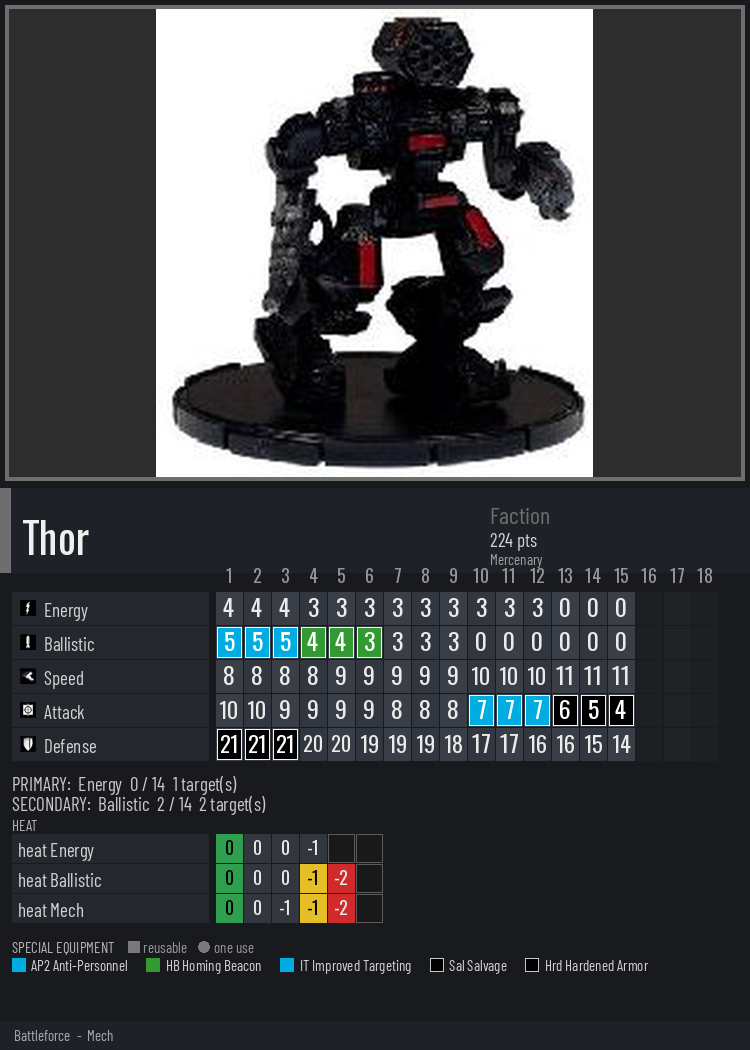 Thor
Faction
224 pts
Mercenary
1 2 3 4 5 6 7 8 9 10 11 12 13 14 15 16 17 18
Energy 4 4 4 3 3 3 3 3 3 3 3 3 0 0 0
Ballistic 5 5 5 4 4 3 3 3 3 0 0 0 0 0 0
Speed 8 8 8 8 9 9 9 9 9 10 10 10 11 11 11
Attack 10 10 9 9 9 9 8 8 8 7 7 7 6 5 4
Defense 21 21 21 20 20 19 19 19 18 17 17 16 16 15 14
PRIMARY: Energy 0 / 14 1 target(s)
SECONDARY: Ballistic 2 / 14 2 target(s)
HEAT
heat Energy 0 0 0 -1
heat Ballistic 0 0 0 -1 -2
heat Mech 0 0 -1 -1 -2
SPECIAL EQUIPMENT reusable one use
AP2 Anti-Personnel HB Homing Beacon IT Improved Targeting Sal Salvage Hrd Hardened Armor
Battleforce - Mech